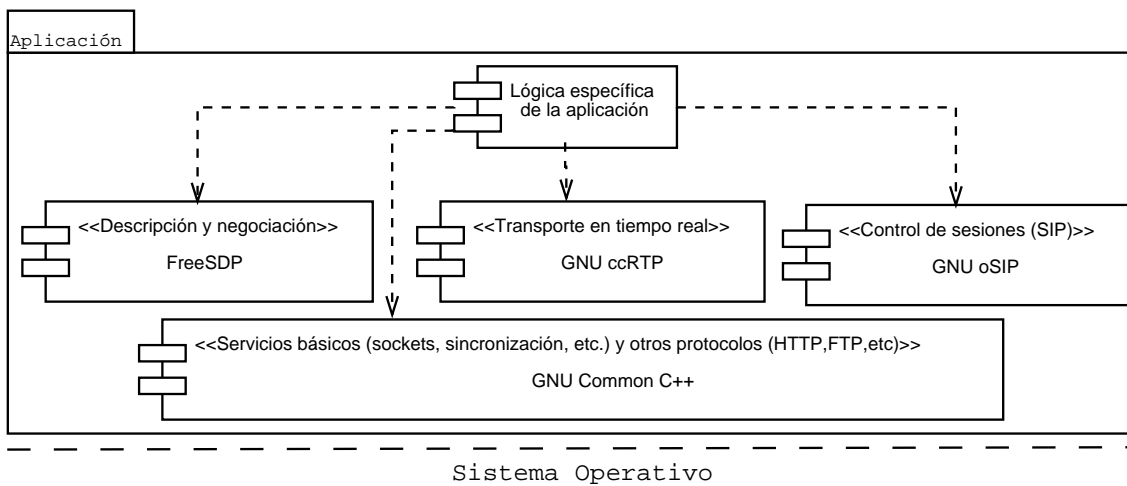 Aplicación
Lógica específica
de la aplicación
<<Descripción y negociación>>
FreeSDP
<<Transporte en tiempo real>>
GNU ccRTP
<<Control de sesiones (SIP)>>
GNU oSIP
<<Servicios básicos (sockets, sincronización, etc.) y otros protocolos (HTTP,FTP,etc)>>
GNU Common C++
Sistema Operativo